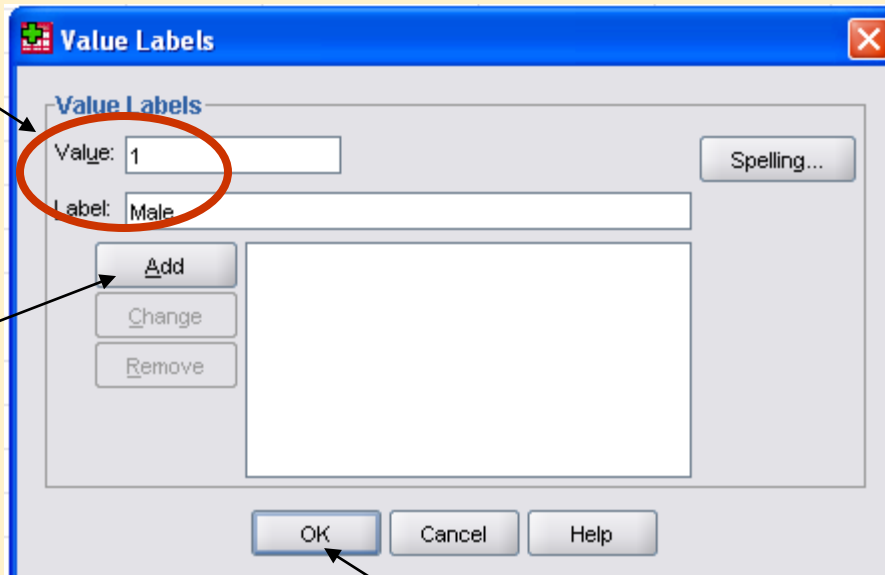 Value Labels
Value Labels
Value: 1
Spelling...
Label: Male
Add
Change
Remove
OK Cancel Help